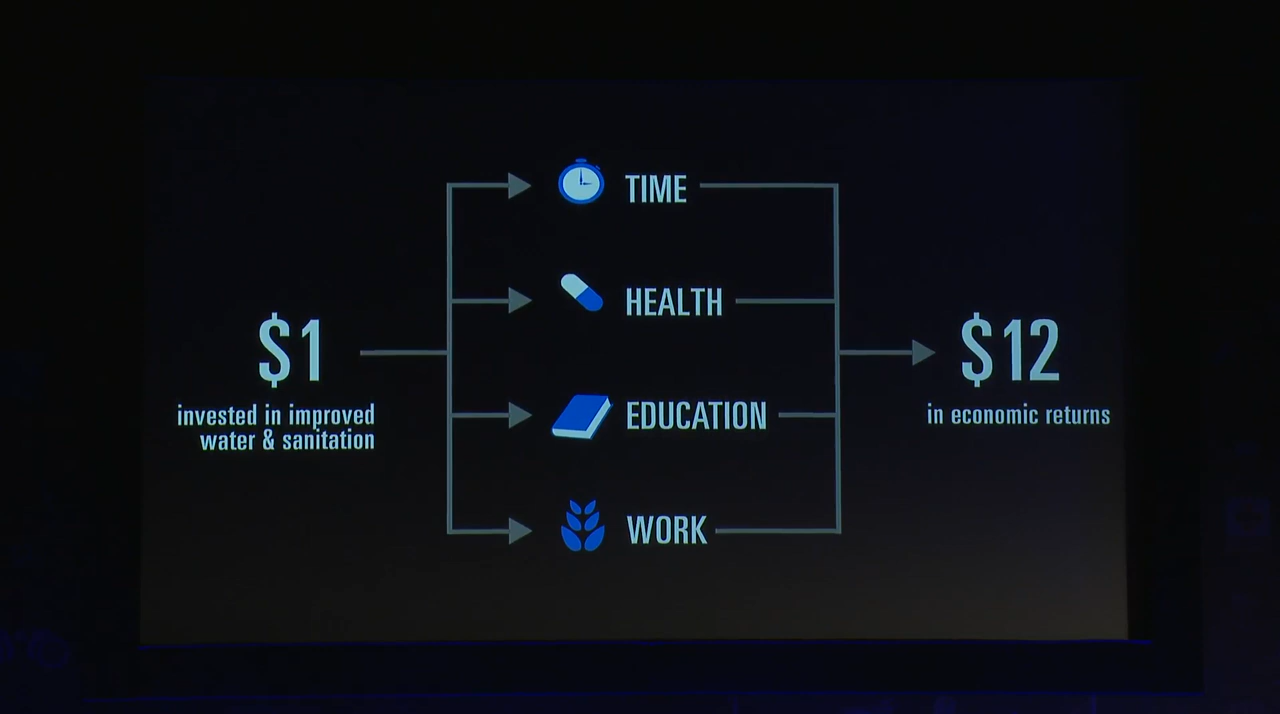 TIME
HEALTH
$1
invested in improved
water & sanitation
EDUCATION
WORK
$12
in economic returns